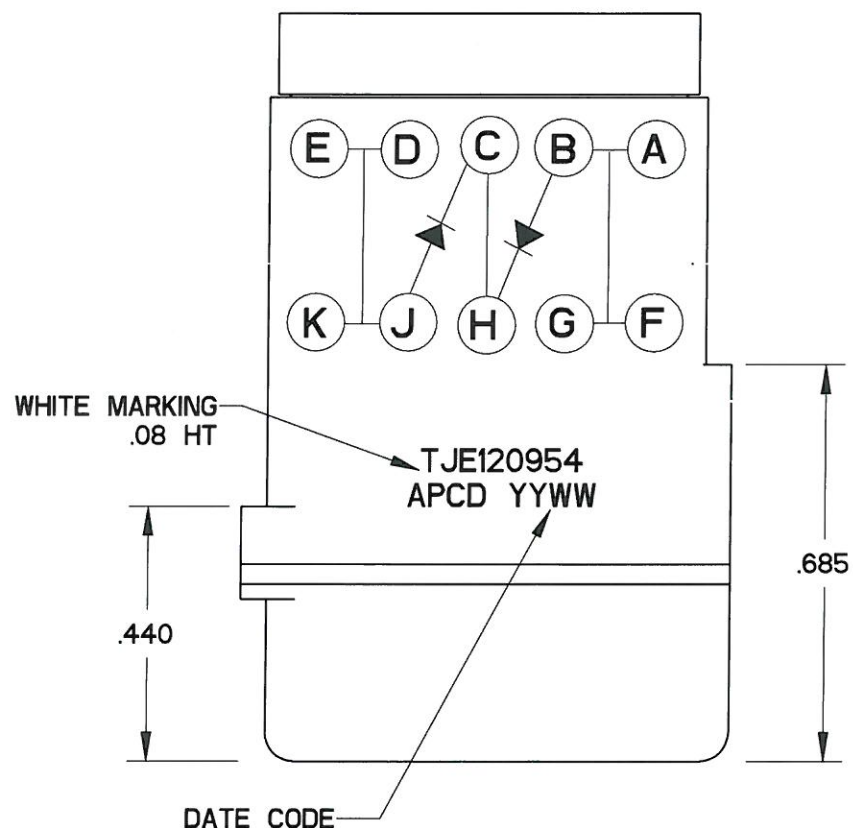 E D C B A
K J H G F
WHITE MARKING
.08 HT
TJE120954
APCD YYWW
.685
.440
DATE CODE